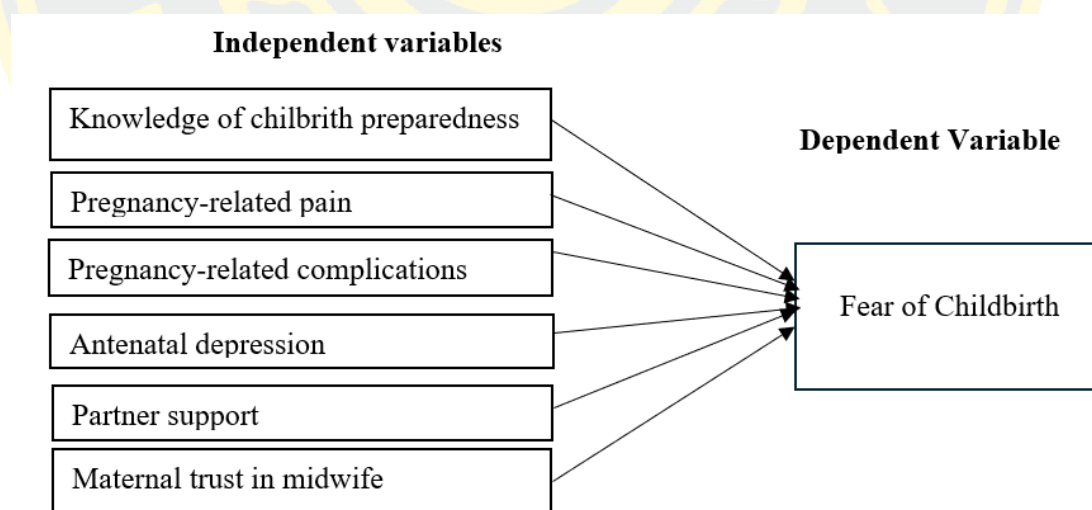 Independent variables
Knowledge of chilbrith preparedness
Pregnancy-related pain
Pregnancy-related complications
Antenatal depression
Partner support
Maternal trust in midwife
Dependent Variable
Fear of Childbirth